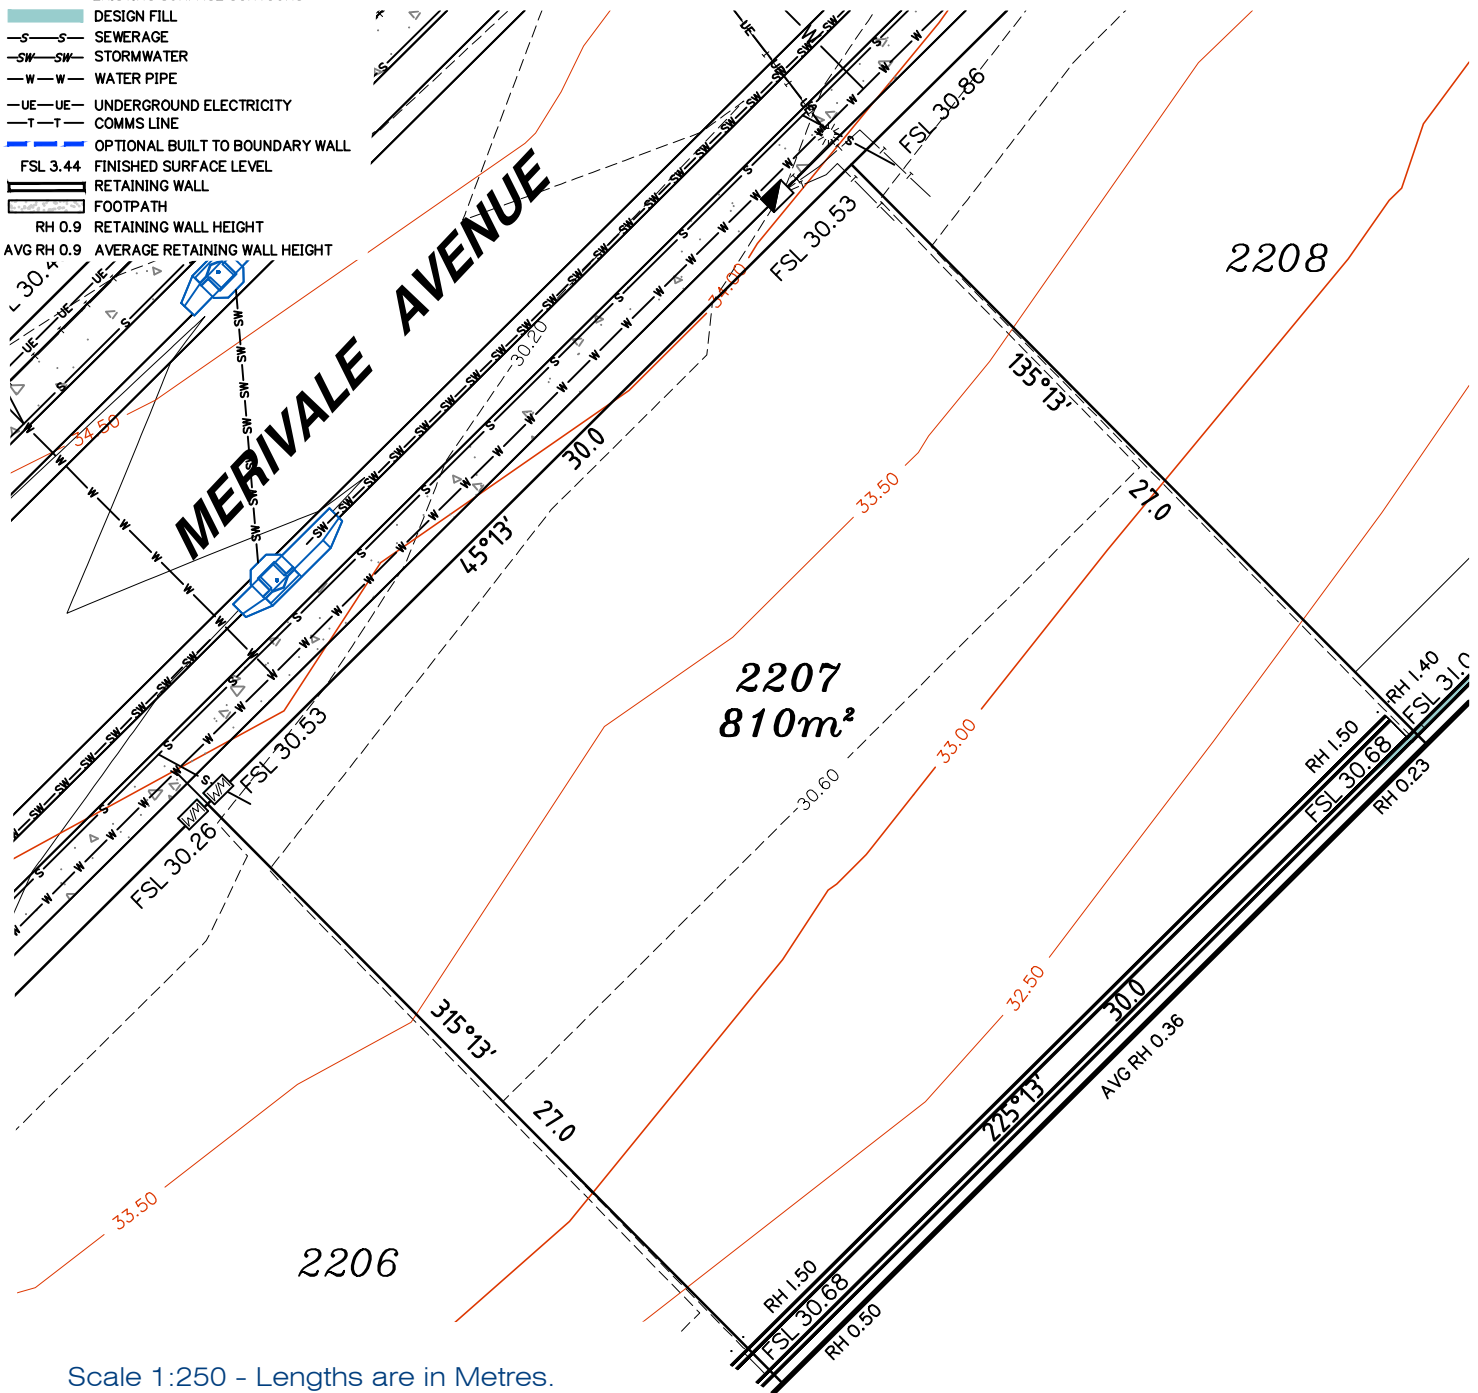 DESIGN FILL
S S SEWERAGE
SW SW STORMWATER
W W WATER PIPE
UE UE UNDERGROUND ELECTRICITY
T T COMMS LINE
OPTIONAL BUILT TO BOUNDARY WALL
FSL 3.44 FINISHED SURFACE LEVEL
RETAINING WALL
FOOTPATH
RH 0.9 RETAINING WALL HEIGHT
AVG RH 0.9 AVERAGE RETAINING WALL HEIGHT
MERIVALE AVENUE
FSL 30.86
FSL 30.53
2208
34.00
30.20
34.50
135°13'
27.0
30.0
45°13'
33.50
2207
810m²
33.00
30.60
FSL 30.53
FSL 30.26
RH 1.40
RH 1.50
FSL 30.68
RH 0.23
32.50
30.0
225°13'
AVG RH 0.36
315°13'
27.0
33.50
2206
RH 1.50
FSL 30.68
RH 0.50
Scale 1:250 - Lengths are in Metres.